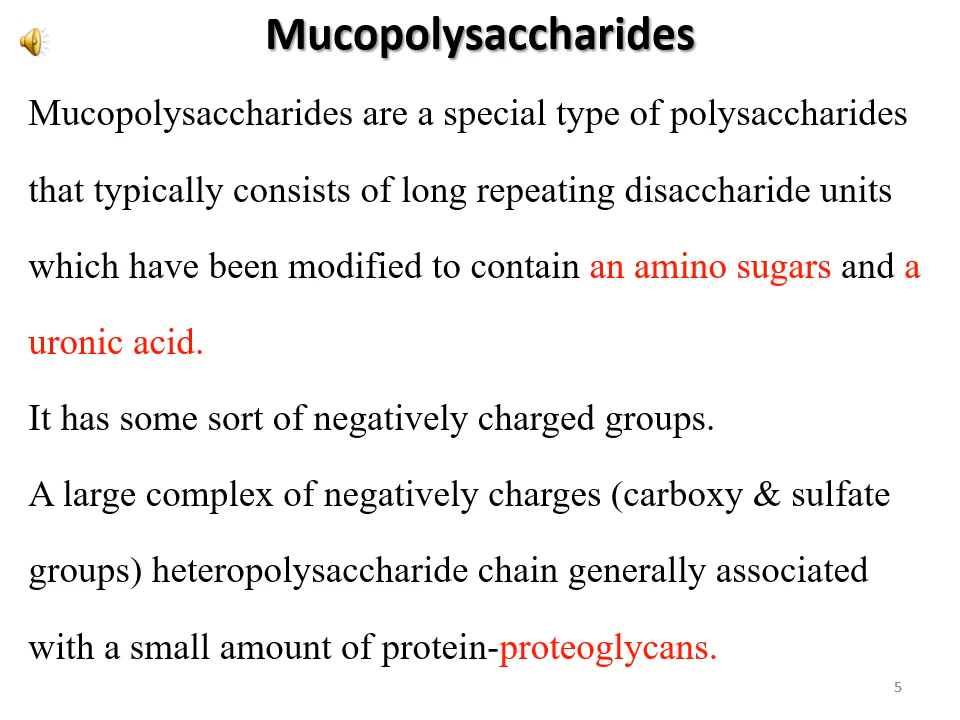 Mucopolysaccharides
Mucopolysaccharides are a special type of polysaccharides
that typically consists of long repeating disaccharide units
which have been modified to contain an amino sugars and a
uronic acid.
It has some sort of negatively charged groups.
A large complex of negatively charges (carboxy & sulfate
groups) heteropolysaccharide chain generally associated
with a small amount of protein-proteoglycans.
5